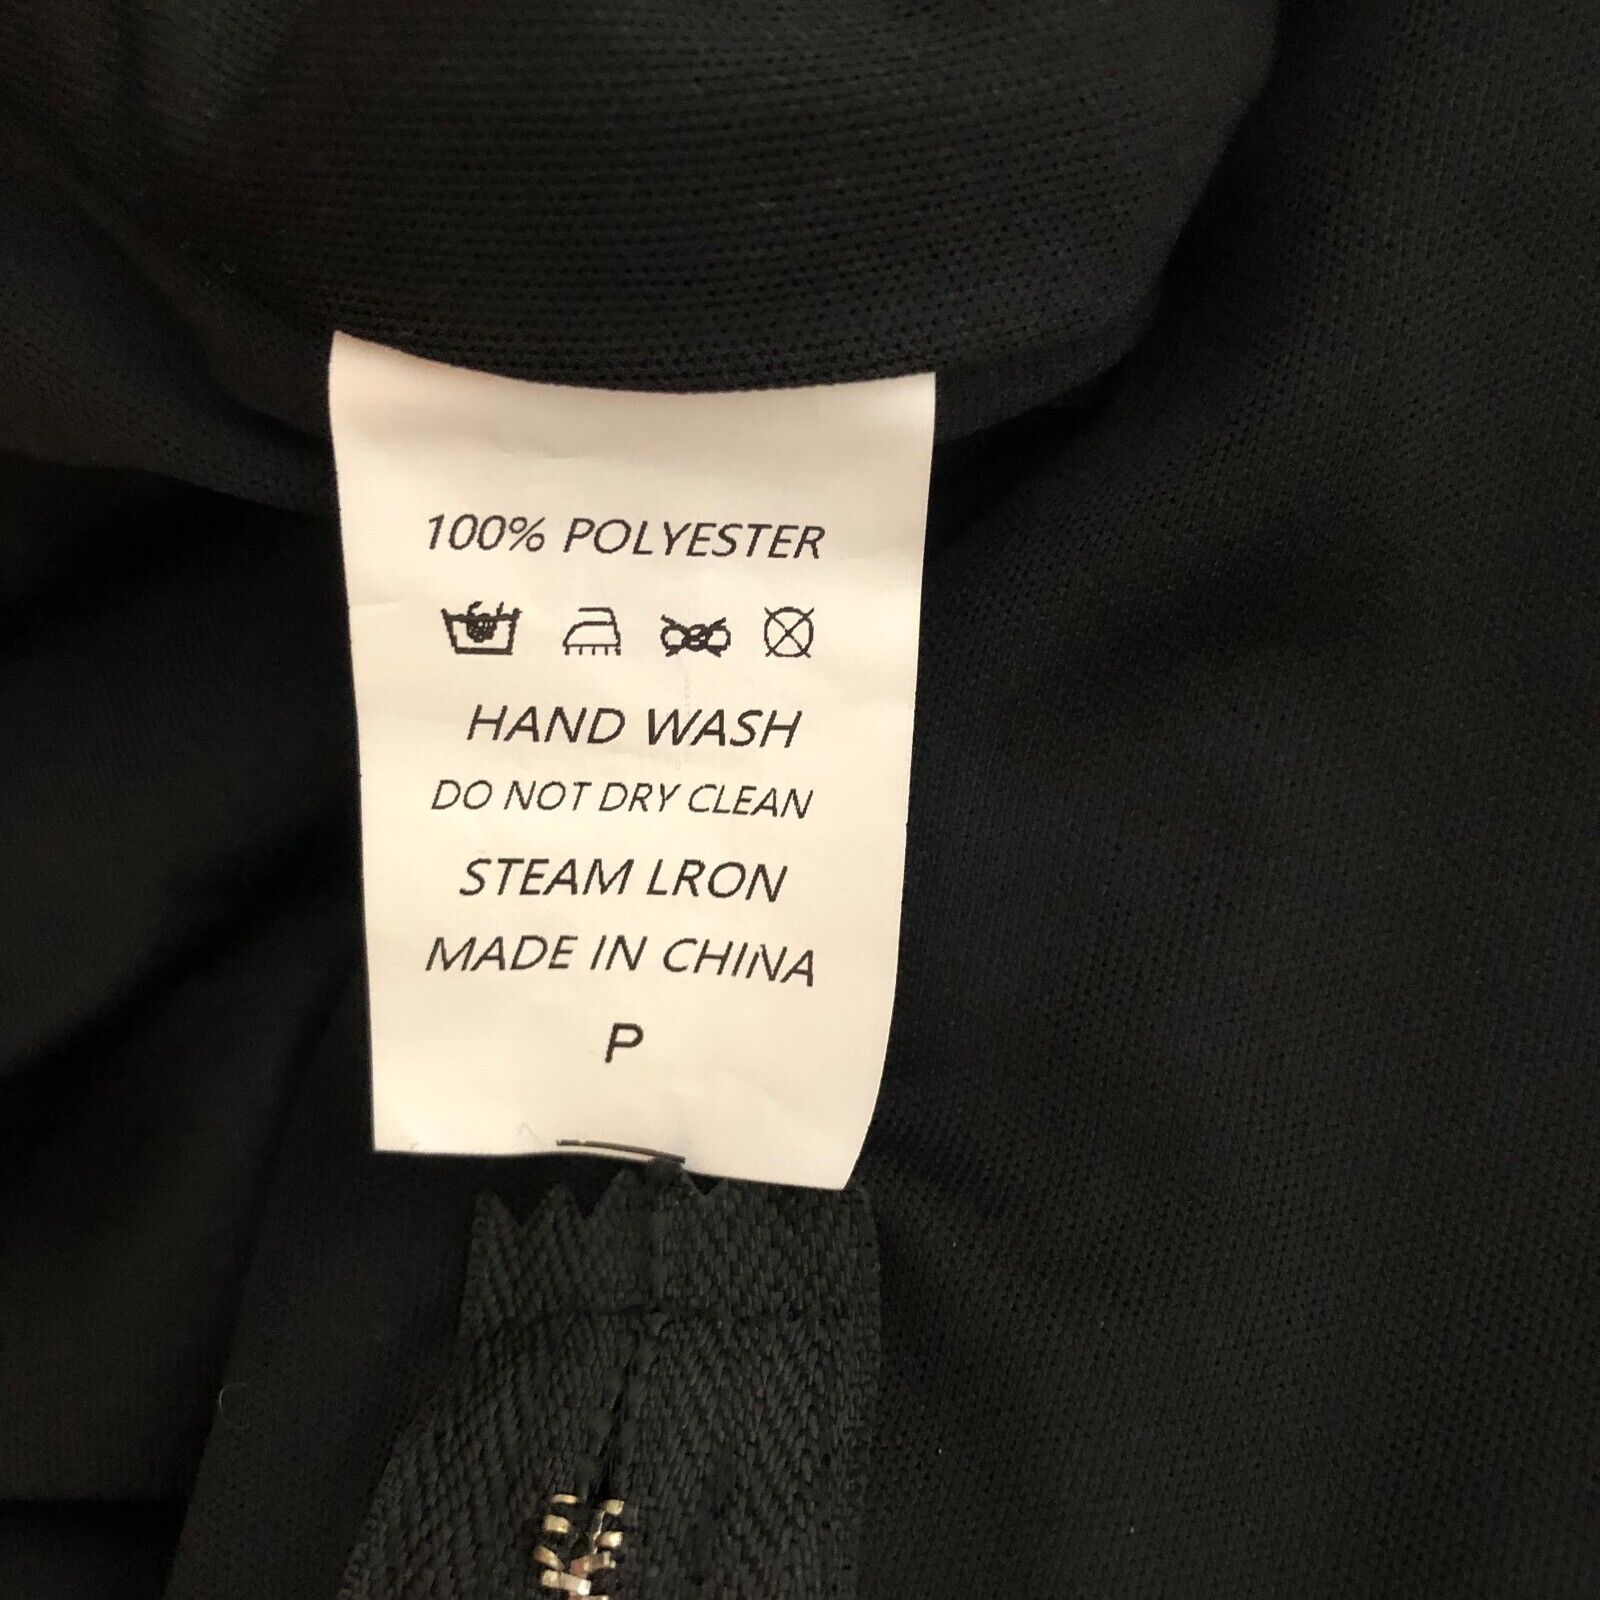 100% POLYESTER
HAND WASH
DO NOT DRY CLEAN
STEAM LRON
MADE IN CHINA
P